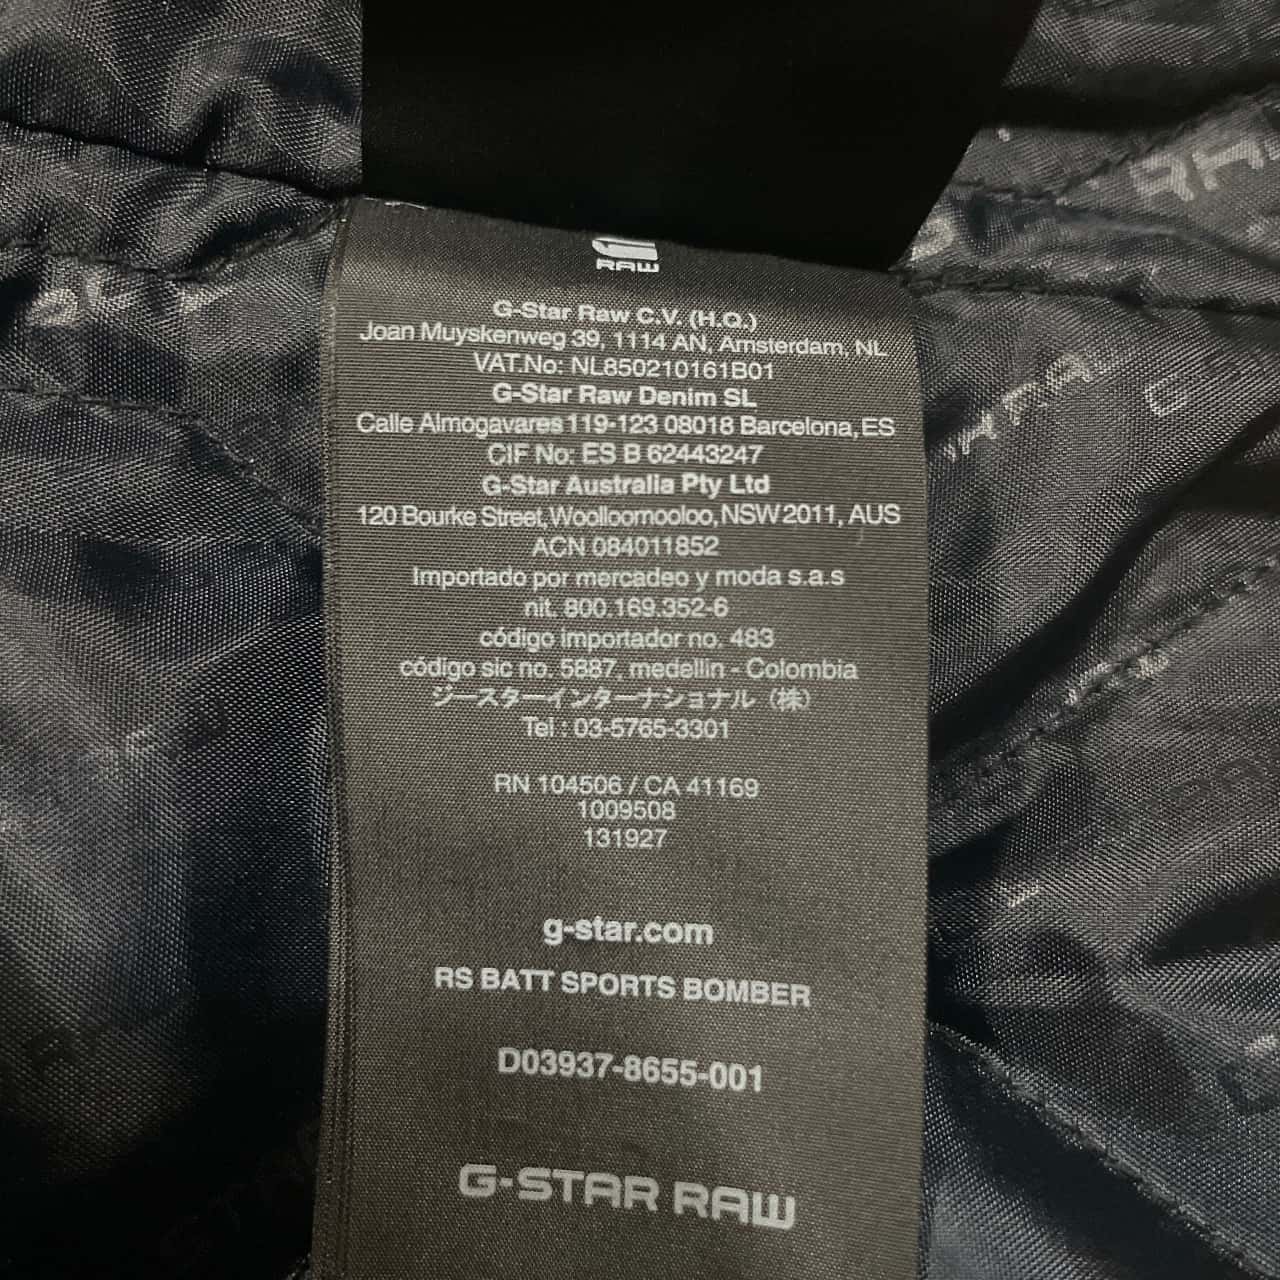 RAW
G-Star Raw C.V. (H.Q.)
Joan Muyskenweg 39, 1114 AN, Amsterdam, NL
VAT.No: NL850210161B01
G-Star Raw Denim SL
Calle Almogavares 119-123 08018 Barcelona, ES
CIF No: ES B 62443247
G-Star Australia Pty Ltd
120 Bourke Street, Woolloomooloo, NSW 2011, AUS
ACN 084011852
Importado por mercadeo y moda s.a.s
nit. 800.169.352-6
código importador no. 483
código sic no. 5887, medellin - Colombia
ジースターインターナショナル (株)
Tel : 03-5765-3301
RN 104506 / CA 41169
1009508
131927
g-star.com
RS BATT SPORTS BOMBER
D03937-8655-001
G-STAR RAW